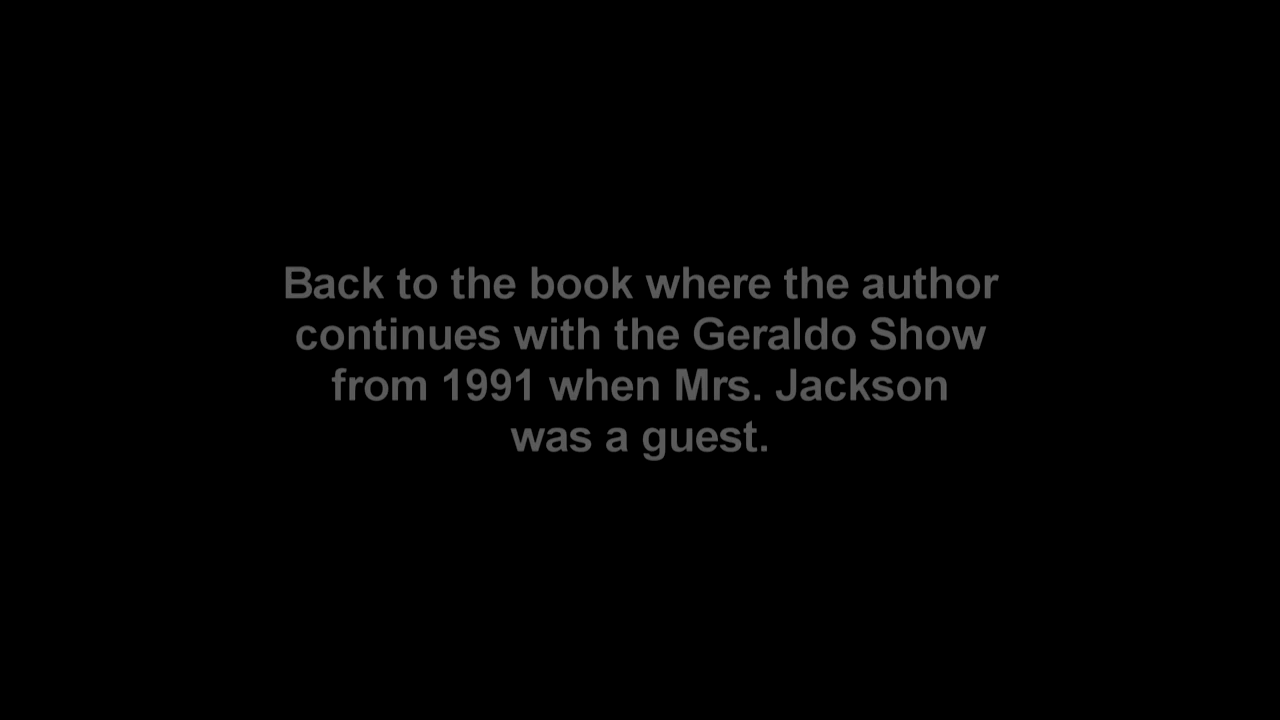 Back to the book where the author
continues with the Geraldo Show
from 1991 when Mrs. Jackson
was a guest.